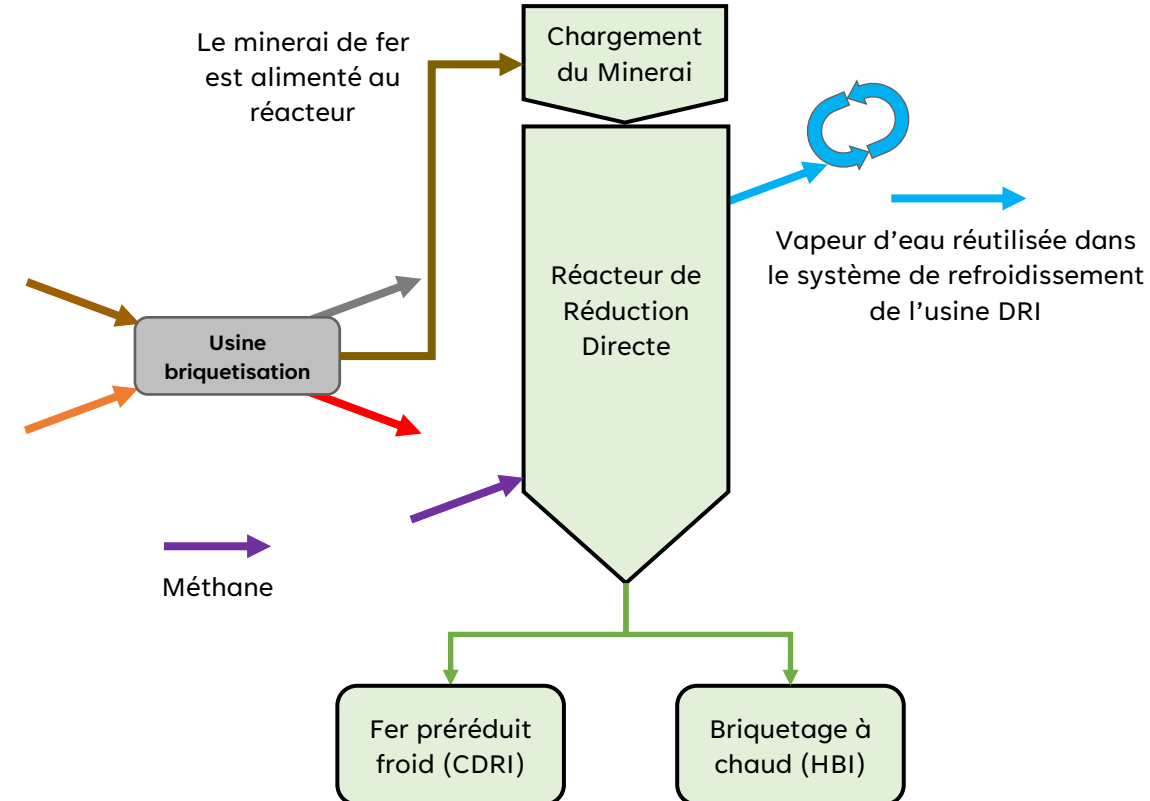 Le minerai de fer
est alimenté au
réacteur
Chargement
du Minerai
Vapeur d'eau réutilisée dans
le système de refroidissement
de l'usine DRI
Réacteur de
Réduction
Directe
Usine
briquetisation
Méthane
Fer préréduit
froid (CDRI)
Briquetage à
chaud (HBI)